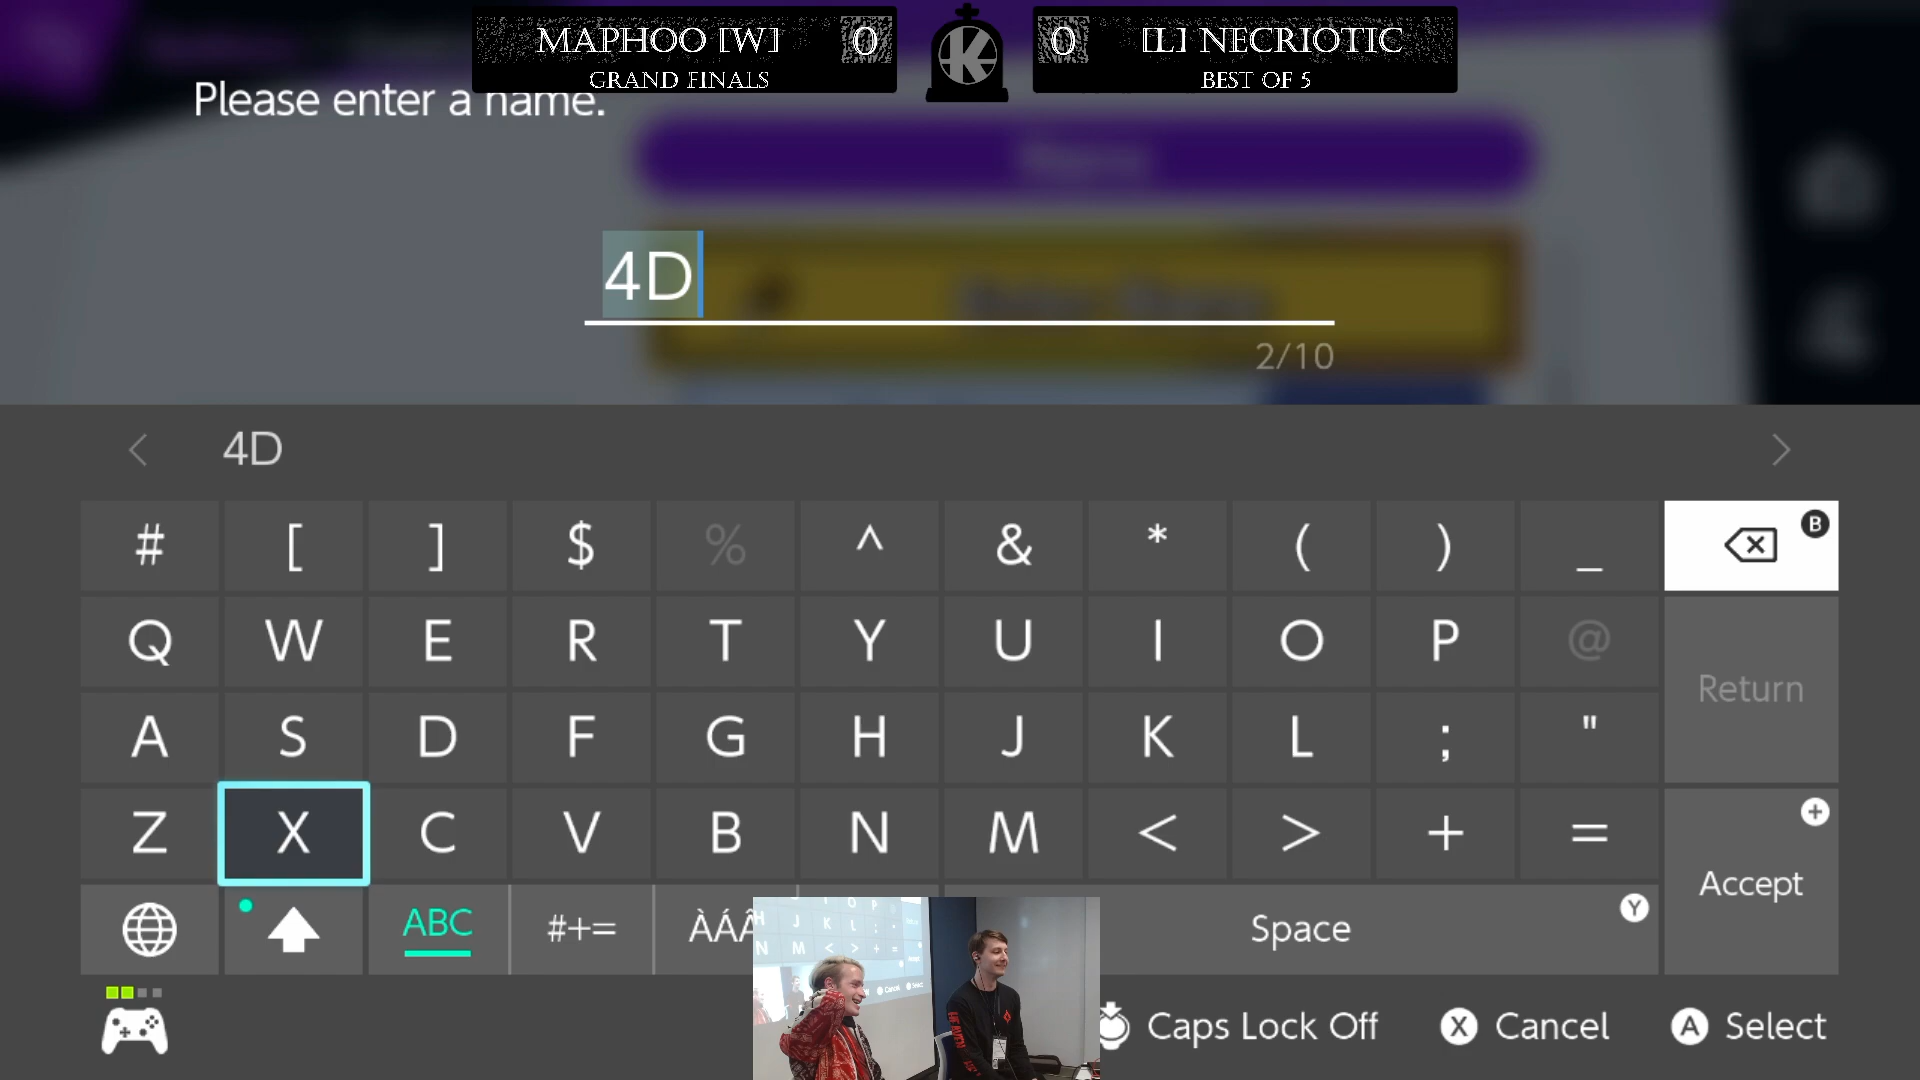 MAPHOO [W] 0
GRAND FINALS
K
0 [L] NECRIOTIC
BEST OF 5
Please enter a name.
4D
2/10
< 4D >
# [ ] $ % ^ & * ( ) _ B
Q W E R T Y U I O P @ Return
A S D F G H J K L ; "
Z X C V B N M < > + = +
Accept
ABC #+= ÀÁÂ Space Y
Caps Lock Off X Cancel A Select